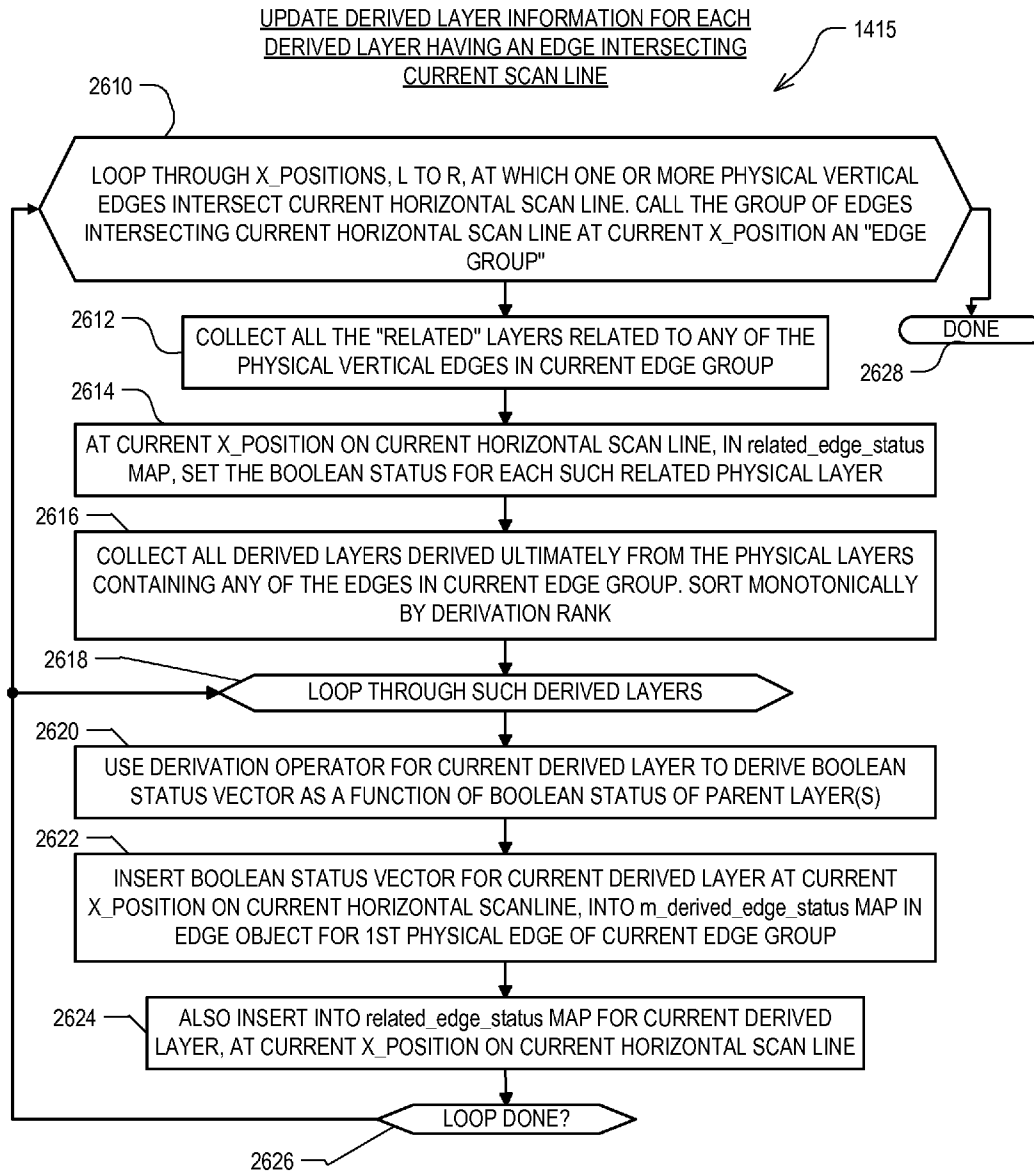 UPDATE DERIVED LAYER INFORMATION FOR EACH
DERIVED LAYER HAVING AN EDGE INTERSECTING
CURRENT SCAN LINE
1415
2610
LOOP THROUGH X_POSITIONS, L TO R, AT WHICH ONE OR MORE PHYSICAL VERTICAL
EDGES INTERSECT CURRENT HORIZONTAL SCAN LINE. CALL THE GROUP OF EDGES
INTERSECTING CURRENT HORIZONTAL SCAN LINE AT CURRENT X_POSITION AN "EDGE
GROUP"
2612
COLLECT ALL THE "RELATED" LAYERS RELATED TO ANY OF THE
PHYSICAL VERTICAL EDGES IN CURRENT EDGE GROUP
DONE
2628
2614
AT CURRENT X_POSITION ON CURRENT HORIZONTAL SCAN LINE, IN related_edge_status
MAP, SET THE BOOLEAN STATUS FOR EACH SUCH RELATED PHYSICAL LAYER
2616
COLLECT ALL DERIVED LAYERS DERIVED ULTIMATELY FROM THE PHYSICAL LAYERS
CONTAINING ANY OF THE EDGES IN CURRENT EDGE GROUP. SORT MONOTONICALLY
BY DERIVATION RANK
2618
LOOP THROUGH SUCH DERIVED LAYERS
2620
USE DERIVATION OPERATOR FOR CURRENT DERIVED LAYER TO DERIVE BOOLEAN
STATUS VECTOR AS A FUNCTION OF BOOLEAN STATUS OF PARENT LAYER(S)
2622
INSERT BOOLEAN STATUS VECTOR FOR CURRENT DERIVED LAYER AT CURRENT
X_POSITION ON CURRENT HORIZONTAL SCANLINE, INTO m_derived_edge_status MAP IN
EDGE OBJECT FOR 1ST PHYSICAL EDGE OF CURRENT EDGE GROUP
2624
ALSO INSERT INTO related_edge_status MAP FOR CURRENT DERIVED
LAYER, AT CURRENT X_POSITION ON CURRENT HORIZONTAL SCAN LINE
LOOP DONE?
2626